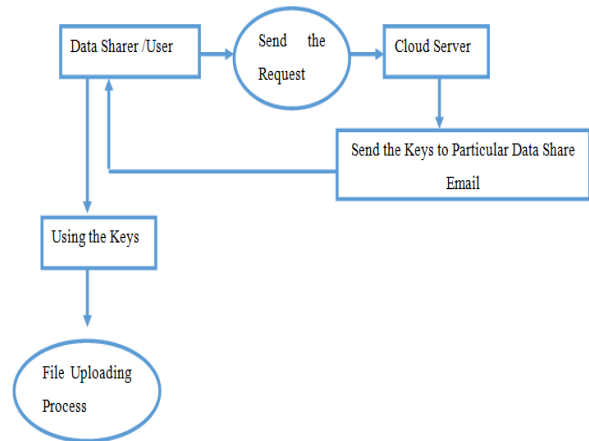 Data Sharer /User
Send the
Request
Cloud Server
Send the Keys to Particular Data Share
Email
Using the Keys
File Uploading
Process